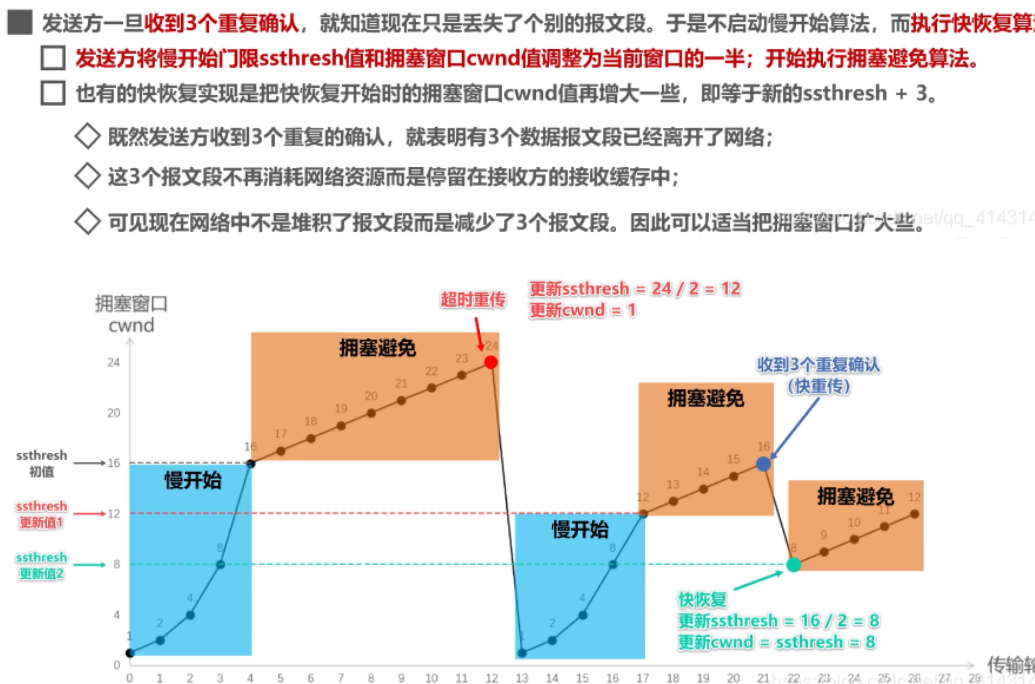 发送方一旦收到3个重复确认，就知道现在只是丢失了个别的报文段。于是不启动慢开始算法，而执行快恢复算
发送方将慢开始门限ssthresh值和拥塞窗口cwnd值调整为当前窗口的一半；开始执行拥塞避免算法。
也有的快恢复实现是把快恢复开始时的拥塞窗口cwnd值再增大一些，即等于新的ssthresh + 3。
既然发送方收到3个重复的确认，就表明有3个数据报文段已经离开了网络；
这3个报文段不再消耗网络资源而是停留在接收方的接收缓存中；
可见现在网络中不是堆积了报文段而是减少了3个报文段。因此可以适当把拥塞窗口扩大些。
net/qq_414314
拥塞窗口
cwnd
超时重传
更新ssthresh = 24 / 2 = 12
更新cwnd = 1
24
20
16
12
8
4
0
ssthresh
初值
ssthresh
更新值1
ssthresh
更新值2
慢开始
1
2
4
8
16
拥塞避免
17
18
19
20
21
22
23
24
慢开始
1
2
4
8
12
拥塞避免
13
14
15
16
收到3个重复确认
（快重传）
拥塞避免
8
9
10
11
12
快恢复
更新ssthresh = 16 / 2 = 8
更新cwnd = ssthresh = 8
0 1 2 3 4 5 6 7 8 9 10 11 12 13 14 15 16 17 18 19 20 21 22 23 24 25 26 27 28 29
传输轮